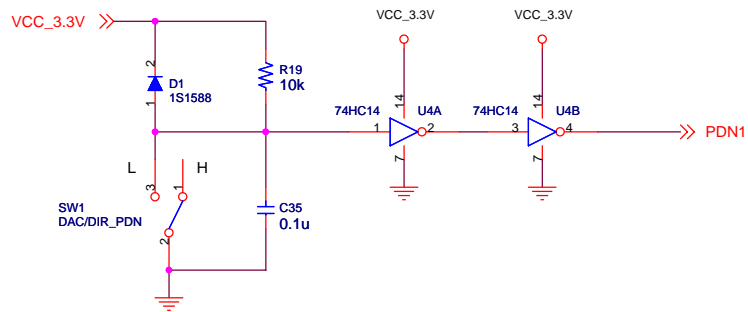 VCC_3.3V
VCC_3.3V
VCC_3.3V
2
D1
1S1588
1
R19
10k
74HC14
14
U4A
1
2
7
74HC14
14
U4B
3
4
7
PDN1
L
H
3
1
SW1
DAC/DIR_PDN
2
C35
0.1u